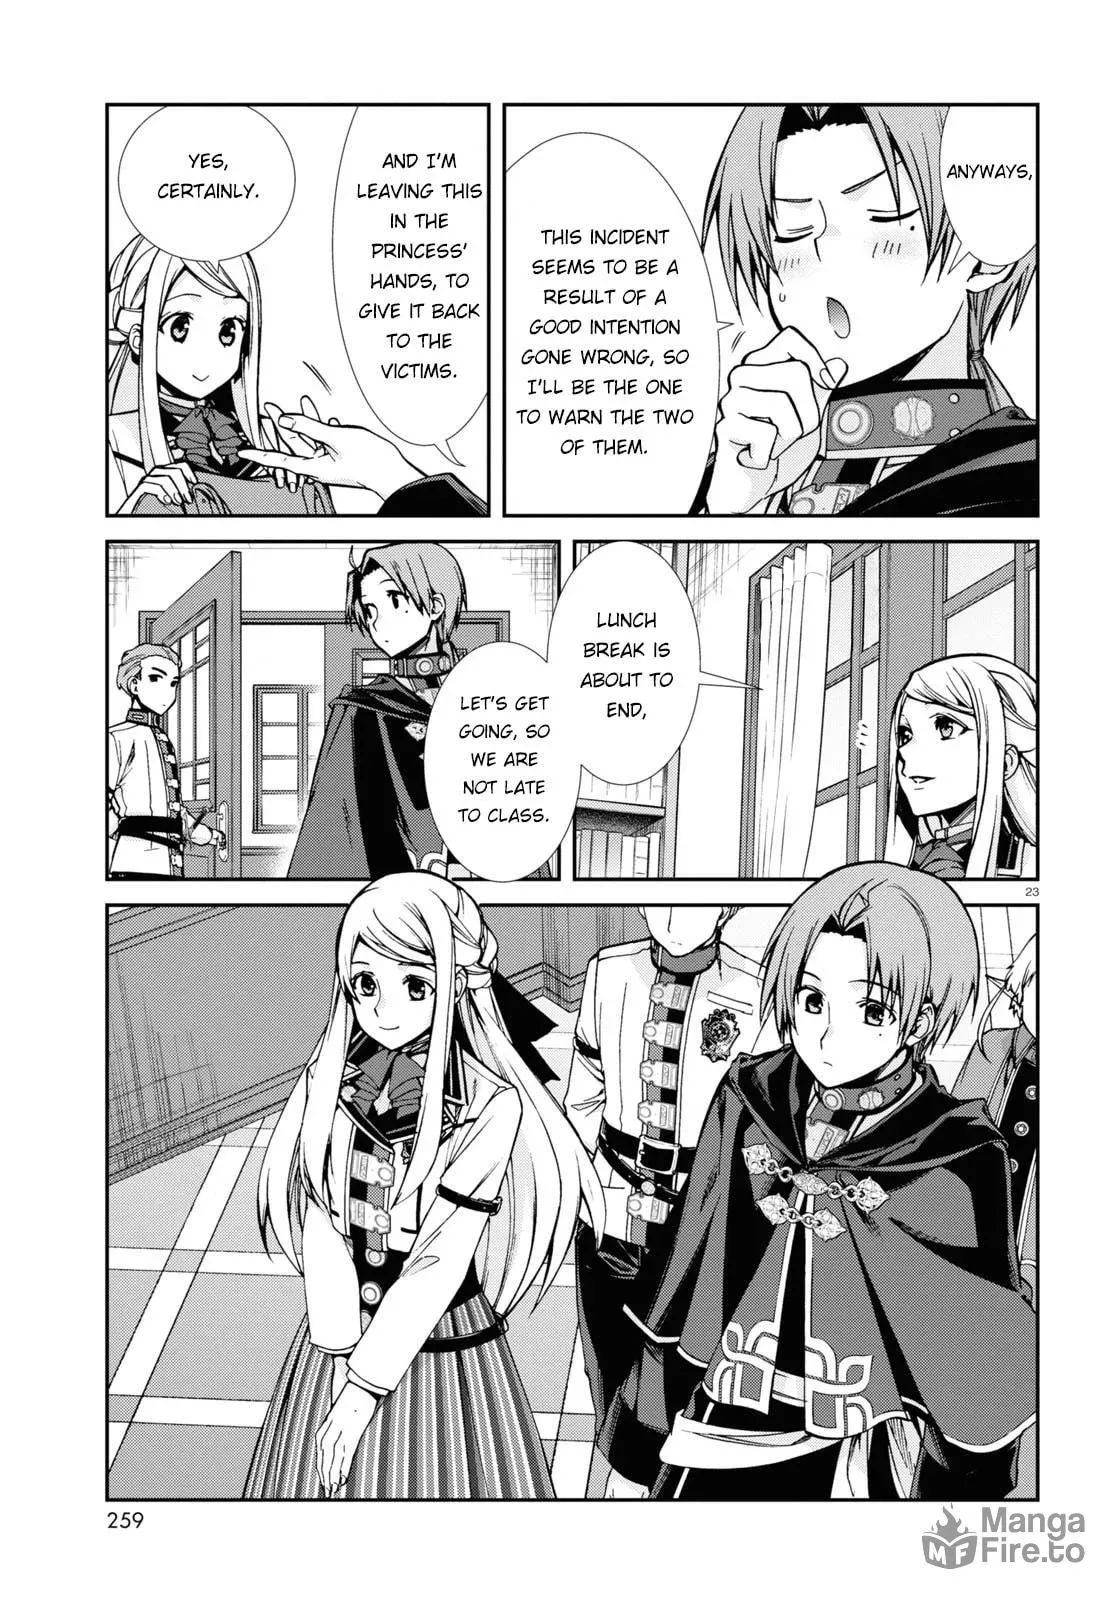 ANYWAYS,
THIS INCIDENT
SEEMS TO BE A
RESULT OF A
GOOD INTENTION
GONE WRONG, SO
I'LL BE THE ONE
TO WARN THE TWO
OF THEM.
AND I'M
LEAVING THIS
IN THE
PRINCESS'
HANDS, TO
GIVE IT BACK
TO THE
VICTIMS.
YES,
CERTAINLY.
LUNCH
BREAK IS
ABOUT TO
END,
LET'S GET
GOING, SO
WE ARE
NOT LATE
TO CLASS.
23
259
MF
Manga
Fire.to